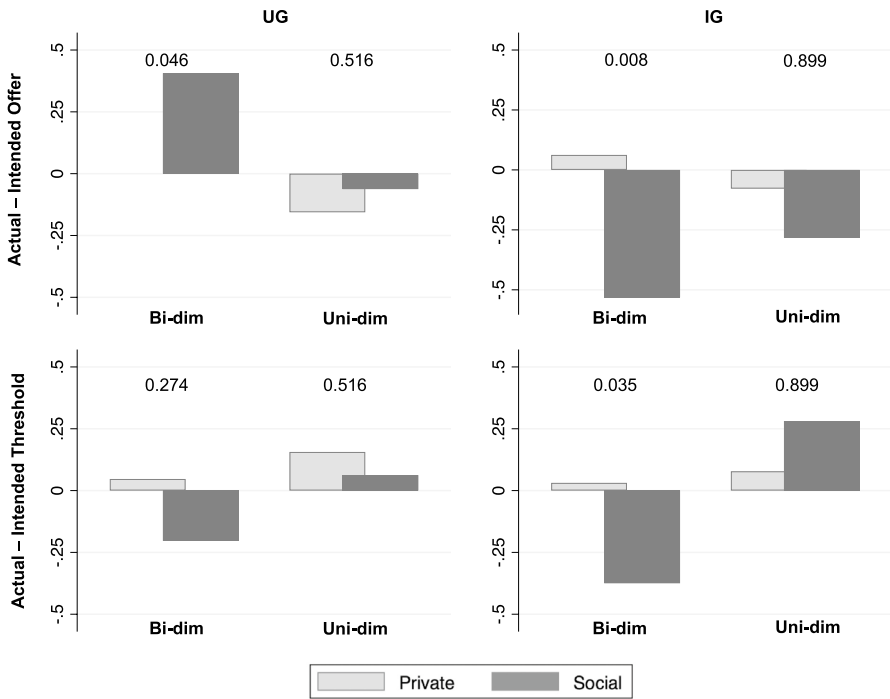 UG
IG
Actual – Intended Offer
.5
.25
0
-.25
-.5
0.046
0.516
Bi-dim
Uni-dim
.5
.25
0
-.25
-.5
0.008
0.899
Bi-dim
Uni-dim
Actual – Intended Threshold
.5
.25
0
-.25
-.5
0.274
0.516
Bi-dim
Uni-dim
.5
.25
0
-.25
-.5
0.035
0.899
Bi-dim
Uni-dim
Private
Social